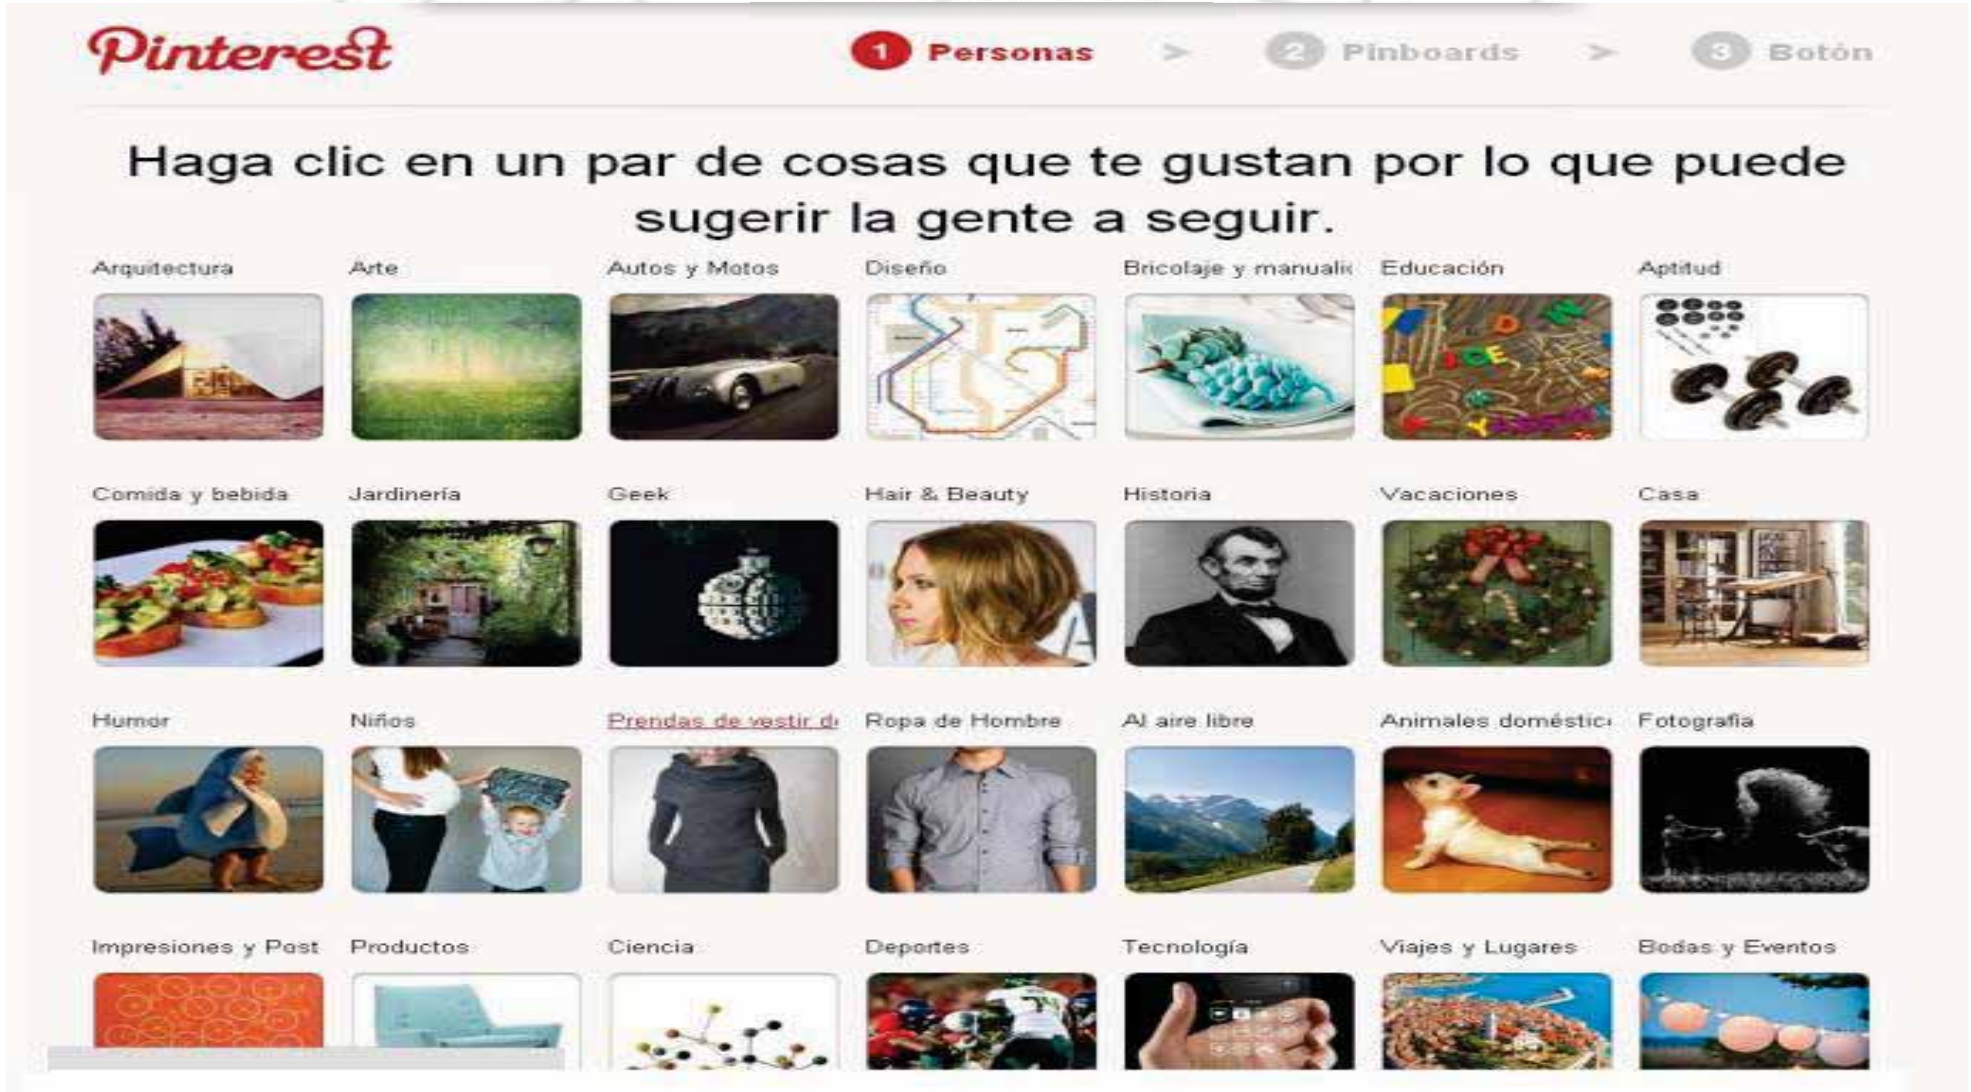 Pinterest
1 Personas > 2 Pinboards > 3 Botón
Haga clic en un par de cosas que te gustan por lo que puede
sugerir la gente a seguir.
Arquitectura Arte Autos y Motos Diseño Bricolaje y manuali Educación Aptitud
Comida y bebida Jardinería Geek Hair & Beauty Historia Vacaciones Casa
Humor Niños Prendas de vestir de Ropa de Hombre Al aire libre Animales doméstic Fotografía
Impresiones y Post Productos Ciencia Deportes Tecnología Viajes y Lugares Bodas y Eventos